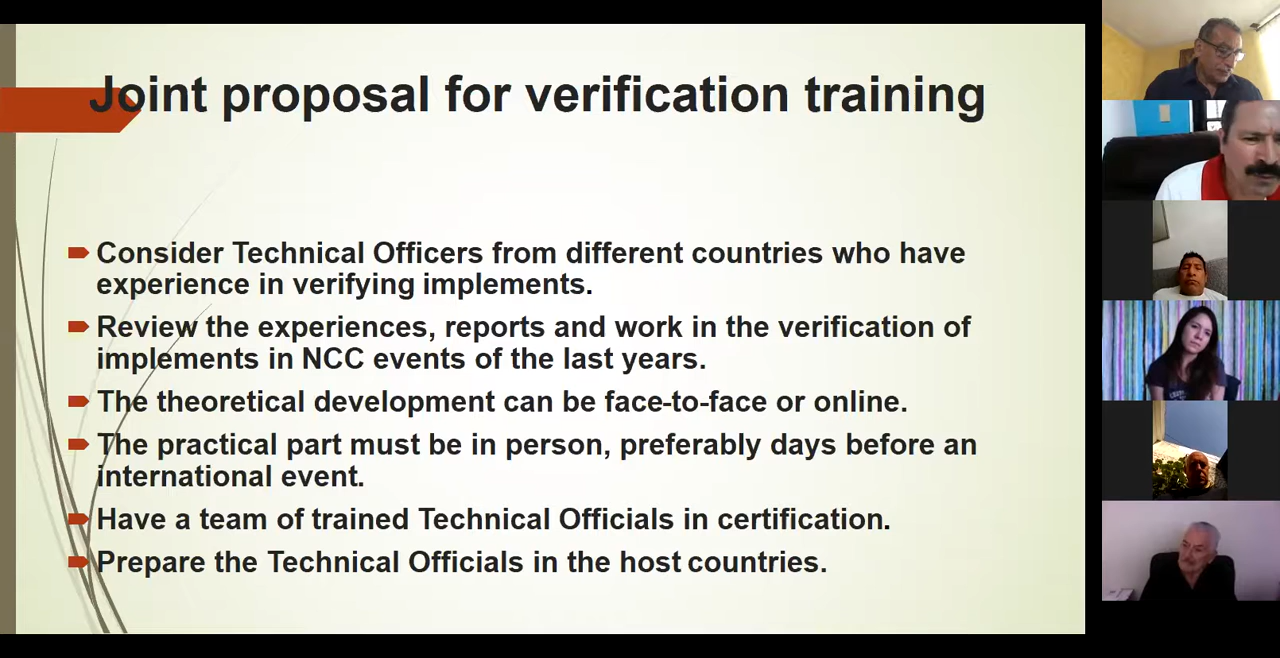 Joint proposal for verification training
Consider Technical Officers from different countries who have
experience in verifying implements.
Review the experiences, reports and work in the verification of
implements in NCC events of the last years.
The theoretical development can be face-to-face or online.
The practical part must be in person, preferably days before an
international event.
Have a team of trained Technical Officials in certification.
Prepare the Technical Officials in the host countries.